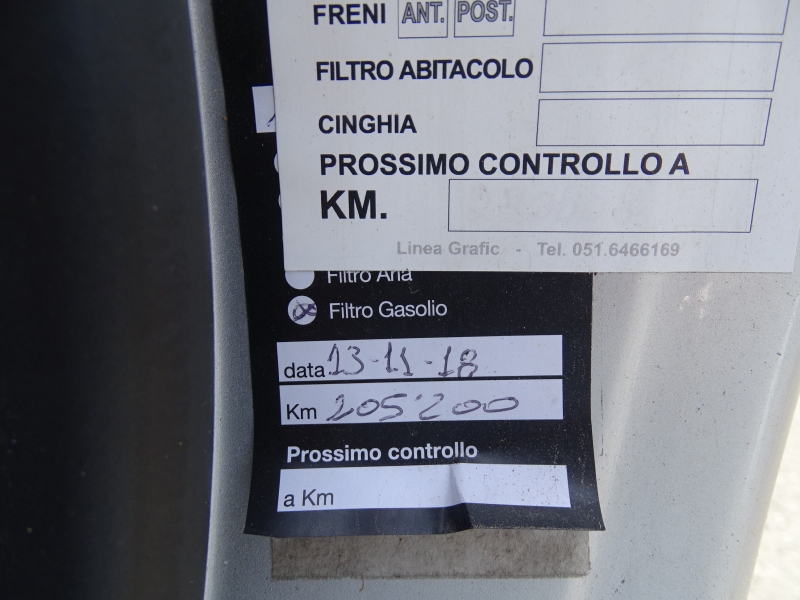 FRENI ANT. POST.
FILTRO ABITACOLO
CINGHIA
PROSSIMO CONTROLLO A
KM.
Linea Grafic - Tel. 051.6466169
Filtro Aria
Filtro Gasolio
data 13-11-18
Km 205'200
Prossimo controllo
a Km